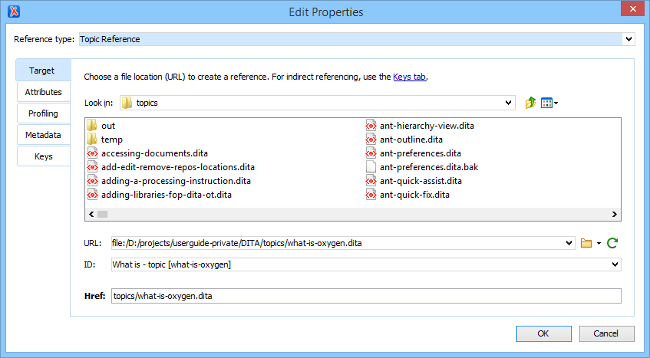 Edit Properties
Reference type: Topic Reference
Target
Attributes
Profiling
Metadata
Keys
Choose a file location (URL) to create a reference. For indirect referencing, use the Keys tab.
Look in: topics
out
temp
accessing-documents.dita
add-edit-remove-repos-locations.dita
adding-a-processing-instruction.dita
adding-libraries-fop-dita-ot.dita
ant-hierarchy-view.dita
ant-outline.dita
ant-preferences.dita
ant-preferences.dita.bak
ant-quick-assist.dita
ant-quick-fix.dita
URL: file:/D:/projects/userguide-private/DITA/topics/what-is-oxygen.dita
ID: What is - topic [what-is-oxygen]
Href: topics/what-is-oxygen.dita
OK Cancel